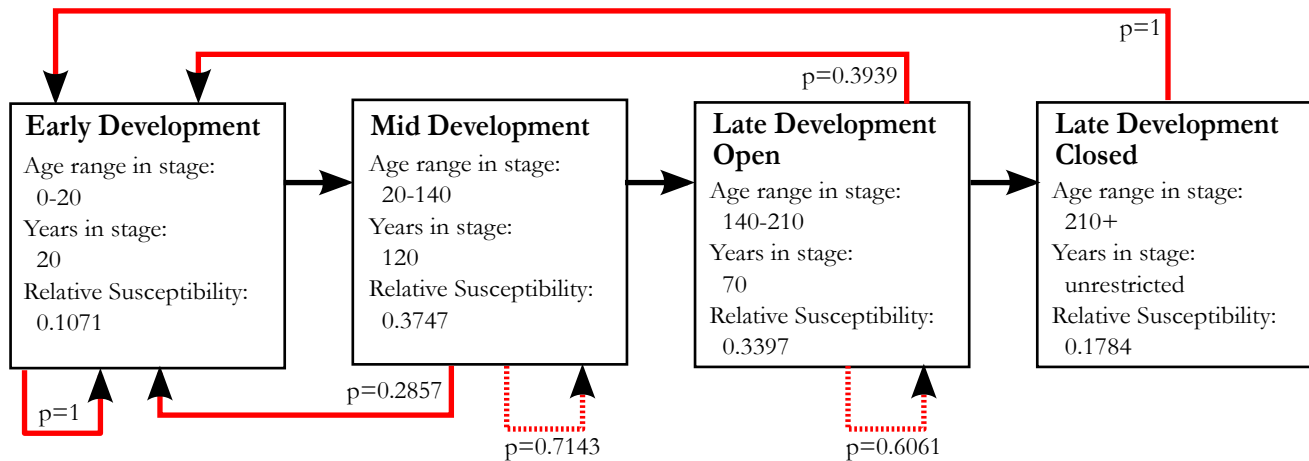 p=1
p=0.3939
Early Development
Age range in stage:
0-20
Years in stage:
20
Relative Susceptibility:
0.1071
Mid Development
Age range in stage:
20-140
Years in stage:
120
Relative Susceptibility:
0.3747
Late Development
Open
Age range in stage:
140-210
Years in stage:
70
Relative Susceptibility:
0.3397
Late Development
Closed
Age range in stage:
210+
Years in stage:
unrestricted
Relative Susceptibility:
0.1784
p=1
p=0.2857
p=0.7143
p=0.6061